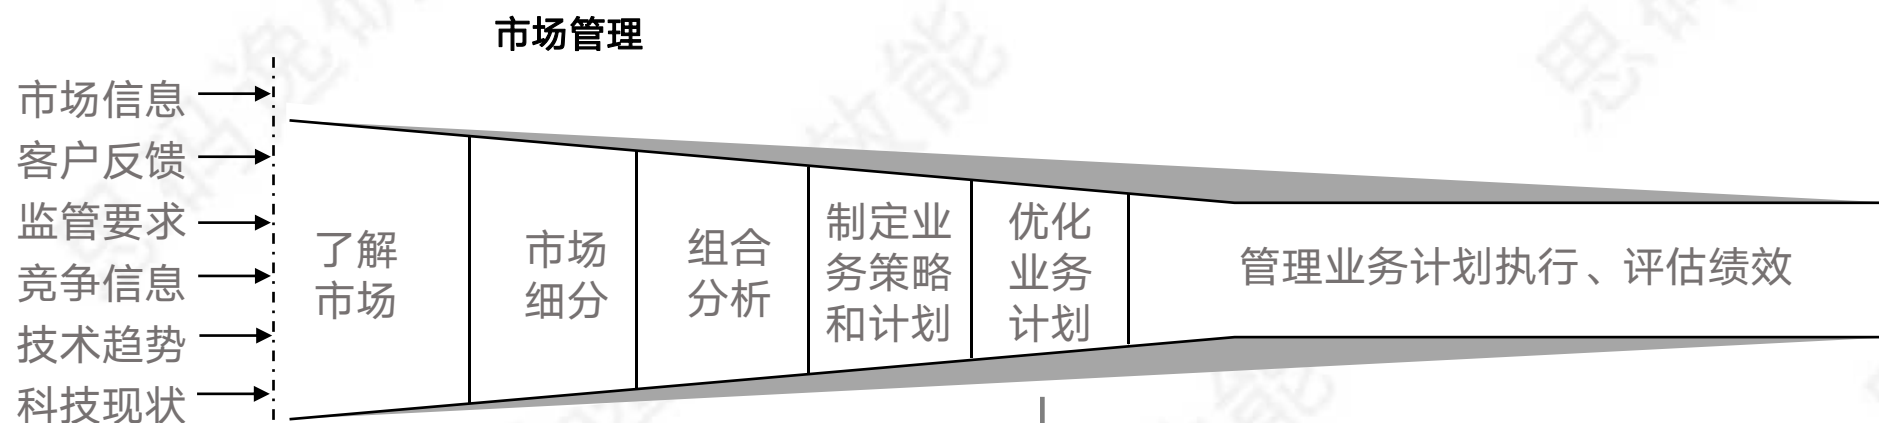 市场管理
市场信息
客户反馈
监管要求
竞争信息
技术趋势
科技现状
了解
市场
市场
细分
组合
分析
制定业
务策略
和计划
优化
业务
计划
管理业务计划执行、评估绩效